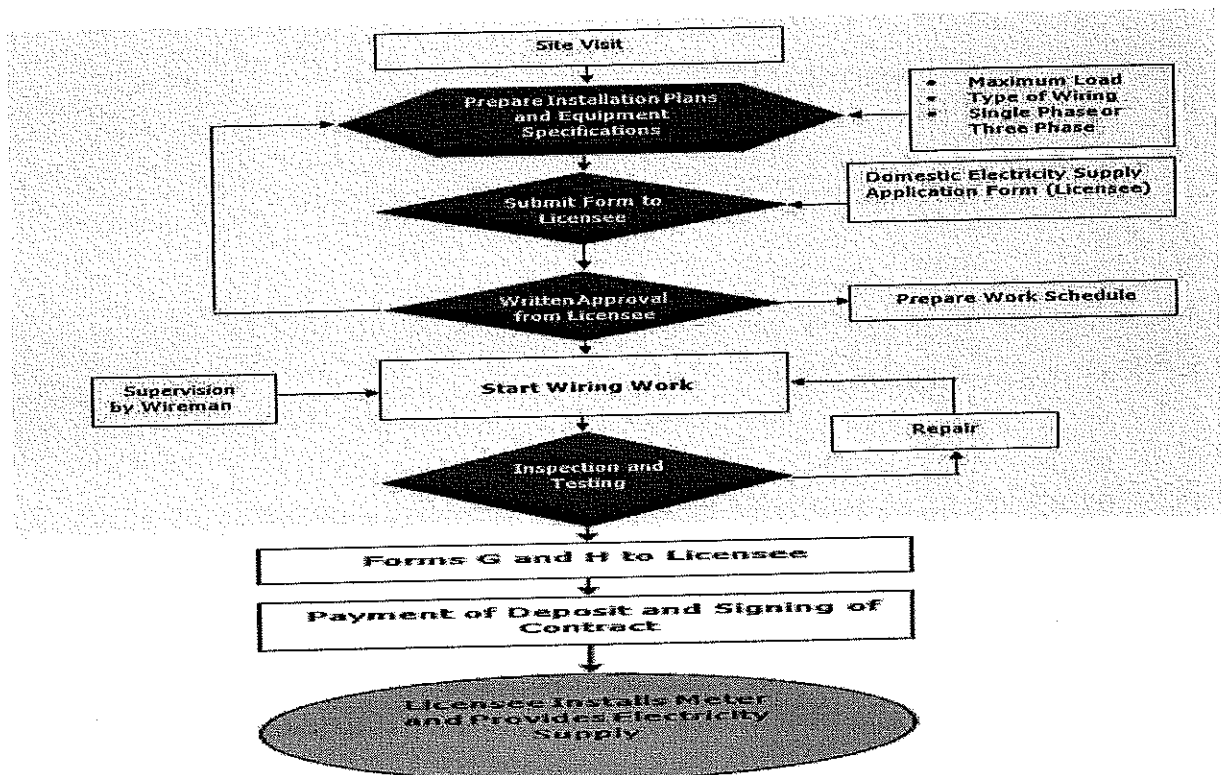 Site Visit
Prepare Installation Plans
and Equipment
Specifications
• Maximum Load
• Type of Wiring
• Single Phase or
Three Phase
Submit Form to
Licensee
Domestic Electricity Supply
Application Form (Licensee)
Written Approval
from Licensee
Prepare Work Schedule
Supervision
by Wireman
Start Wiring Work
Repair
Inspection and
Testing
Forms G and H to Licensee
Payment of Deposit and Signing of
Contract
Licensee Installs Meter
and Provides Electricity
Supply